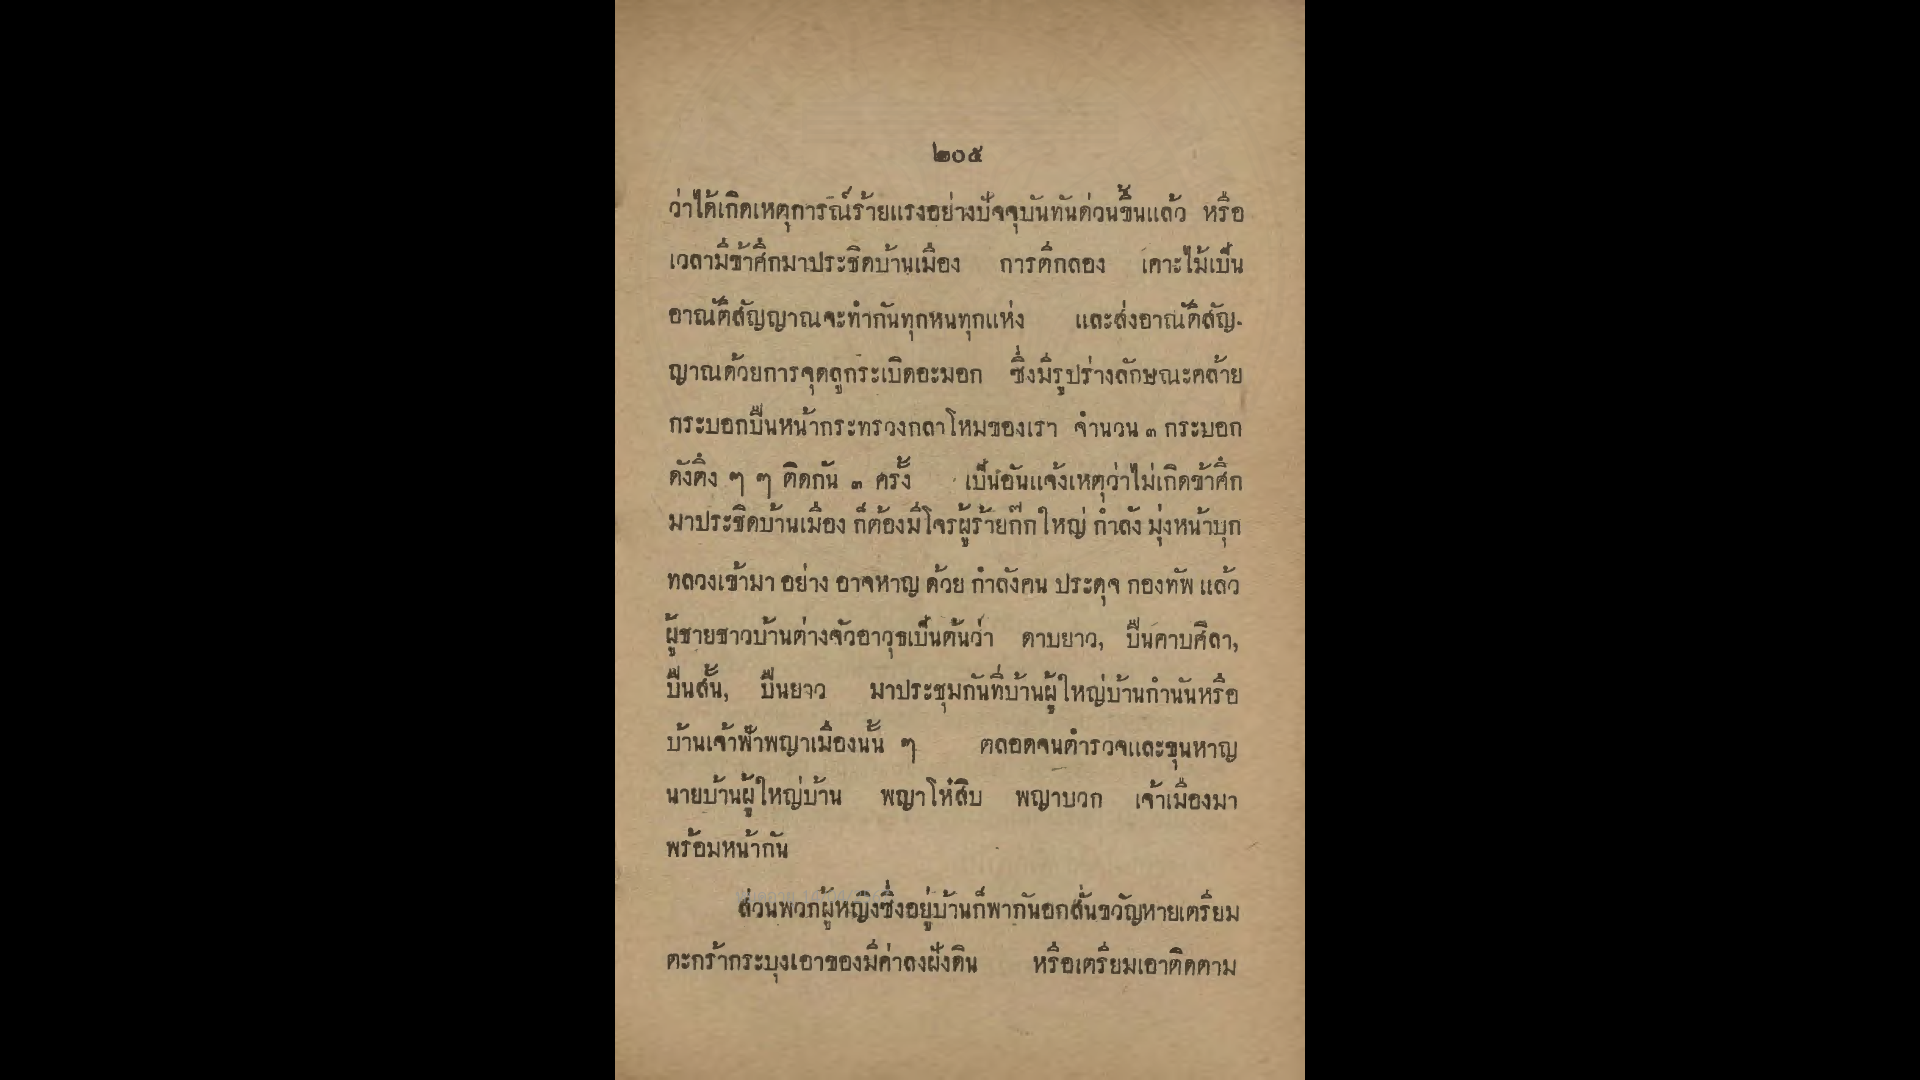 ๒๐๕
ว่าได้เกิดเหตุการณ์ร้ายแรงอย่างปัจจุบันทันด่วนขึ้นแล้ว หรือ
เวลามีข้าศึกมาประชิดบ้านเมือง การตีกลอง เคาะไม้เป็น
อาณัติสัญญาณจะทำกันทุกหนทุกแห่ง และส่งอาณัติสัญ-
ญาณด้วยการจุดลูกระเบิดอะมอก ซึ่งมีรูปร่างลักษณะคล้าย
กระบอกปืนหน้ากระทรวงกลาโหมของเรา จำนวน ๓ กระบอก
ดังติง ๆ ๆ ติดกัน ๓ ครั้ง เป็นอันแจ้งเหตุว่าไม่เกิดข้าศึก
มาประชิดบ้านเมือง ก็ต้องมีโจรผู้ร้ายก๊กใหญ่ กำลัง มุ่งหน้าบุก
ทลวงเข้ามา อย่าง อาจหาญ ด้วย กำลังคน ประดุจ กองทัพ แล้ว
ผู้ชายชาวบ้านต่างจัวอาวุธเป็นต้นว่า ดาบยาว, ปืนคาบศีลา,
ปืนสั้น, ปืนยาว มาประชุมกันที่บ้านผู้ใหญ่บ้านกำนันหรือ
บ้านเจ้าฟ้าพญาเมืองนั้น ๆ ตลอดจนตำรวจและขุนหาญ
นายบ้านผู้ใหญ่บ้าน พญาโห่สิบ พญาบวก เจ้าเมืองมา
พร้อมหน้ากัน
ส่วนพวกผู้หญิงซึ่งอยู่บ้านก็พากันอกสั่นขวัญหายเตรียม
ตะกร้ากระบุงเอาของมีค่าลงฝังดิน หรือเตรียมเอาติดตาม